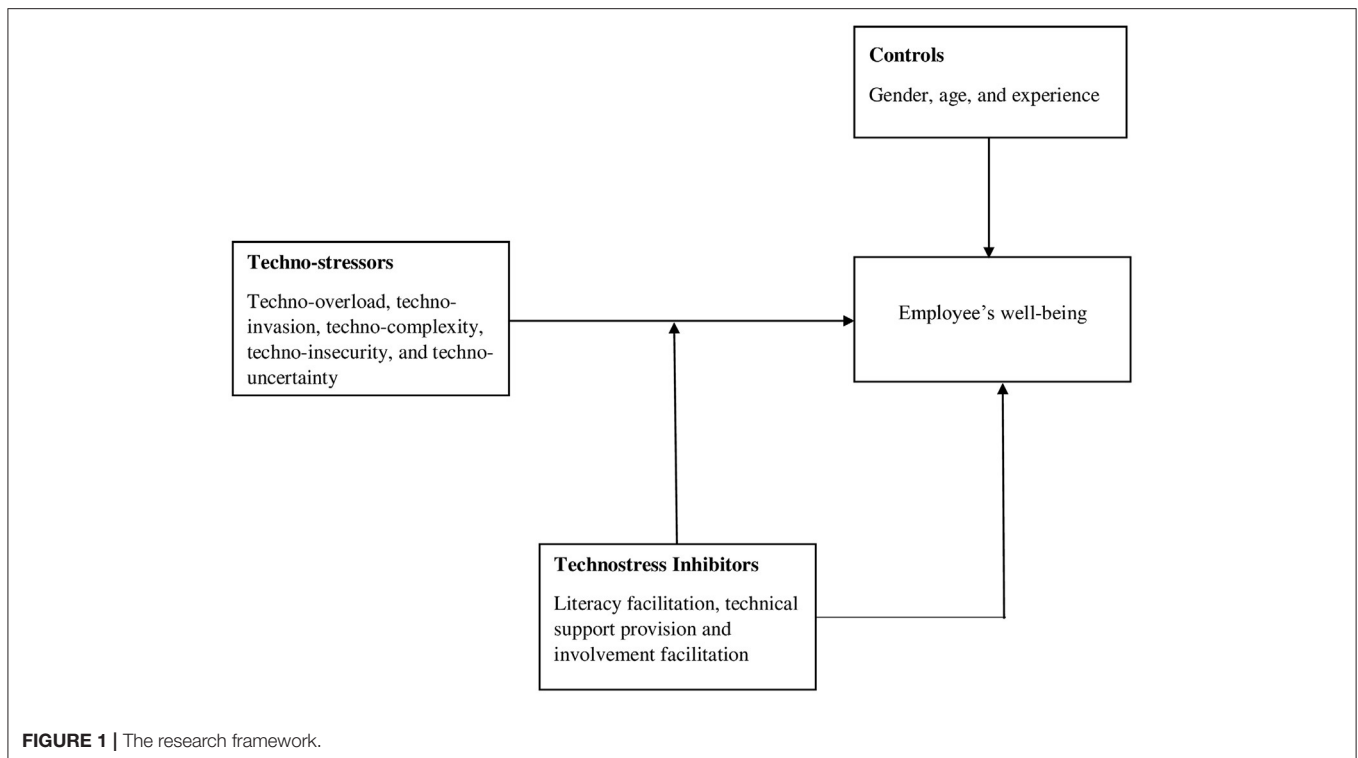 Controls
Gender, age, and experience
Techno-stressors
Techno-overload, techno-
invasion, techno-complexity,
techno-insecurity, and techno-
uncertainty
Employee’s well-being
Technostress Inhibitors
Literacy facilitation, technical
support provision and
involvement facilitation
FIGURE 1 | The research framework.